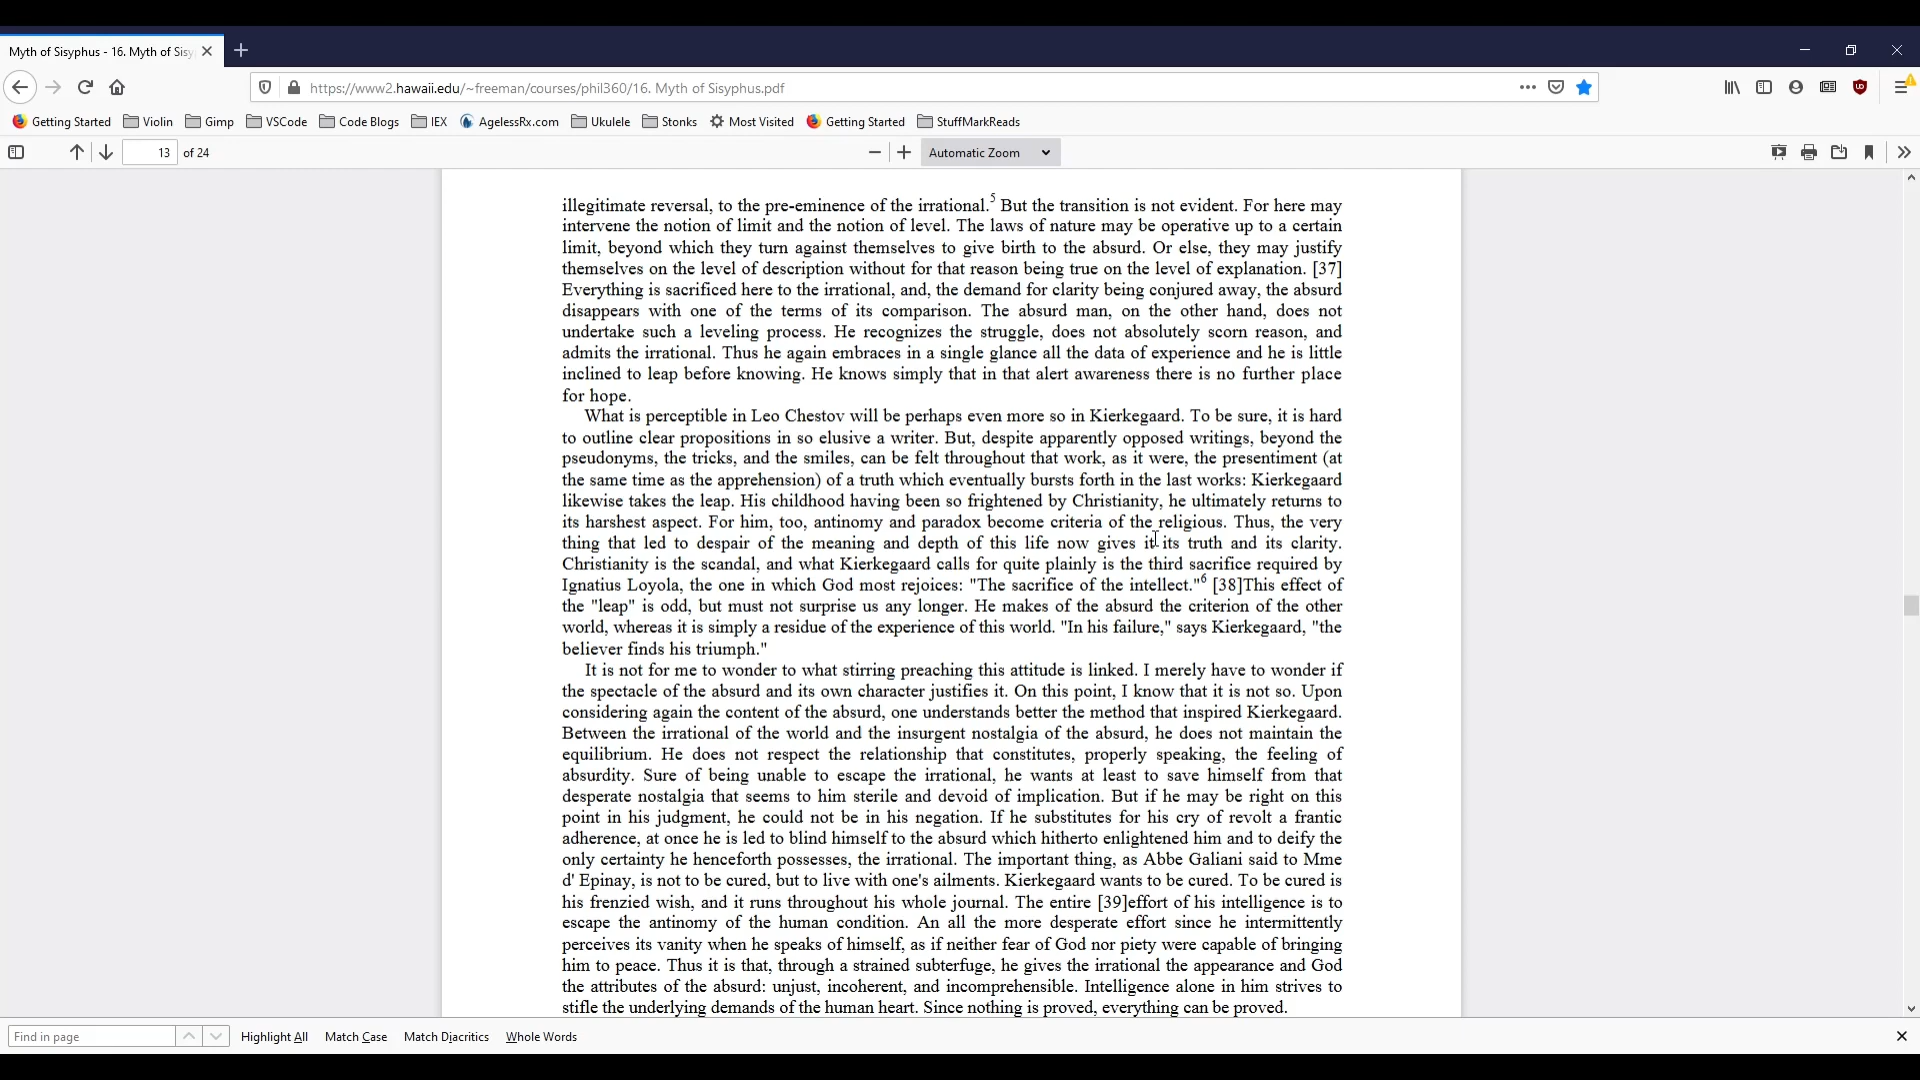 Myth of Sisyphus - 16. Myth of Sisy
https://www2.hawaii.edu/~freeman/courses/phil360/16. Myth of Sisyphus.pdf
Getting Started Violin Gimp VSCode Code Blogs IEX AgelessRx.com Ukulele Stonks Most Visited Getting Started StuffMarkReads
13 of 24 Automatic Zoom
illegitimate reversal, to the pre-eminence of the irrational.5 But the transition is not evident. For here may
intervene the notion of limit and the notion of level. The laws of nature may be operative up to a certain
limit, beyond which they turn against themselves to give birth to the absurd. Or else, they may justify
themselves on the level of description without for that reason being true on the level of explanation. [37]
Everything is sacrificed here to the irrational, and, the demand for clarity being conjured away, the absurd
disappears with one of the terms of its comparison. The absurd man, on the other hand, does not
undertake such a leveling process. He recognizes the struggle, does not absolutely scorn reason, and
admits the irrational. Thus he again embraces in a single glance all the data of experience and he is little
inclined to leap before knowing. He knows simply that in that alert awareness there is no further place
for hope.
What is perceptible in Leo Chestov will be perhaps even more so in Kierkegaard. To be sure, it is hard
to outline clear propositions in so elusive a writer. But, despite apparently opposed writings, beyond the
pseudonyms, the tricks, and the smiles, can be felt throughout that work, as it were, the presentiment (at
the same time as the apprehension) of a truth which eventually bursts forth in the last works: Kierkegaard
likewise takes the leap. His childhood having been so frightened by Christianity, he ultimately returns to
its harshest aspect. For him, too, antinomy and paradox become criteria of the religious. Thus, the very
thing that led to despair of the meaning and depth of this life now gives it its truth and its clarity.
Christianity is the scandal, and what Kierkegaard calls for quite plainly is the third sacrifice required by
Ignatius Loyola, the one in which God most rejoices: "The sacrifice of the intellect."6 [38]This effect of
the "leap" is odd, but must not surprise us any longer. He makes of the absurd the criterion of the other
world, whereas it is simply a residue of the experience of this world. "In his failure," says Kierkegaard, "the
believer finds his triumph."
It is not for me to wonder to what stirring preaching this attitude is linked. I merely have to wonder if
the spectacle of the absurd and its own character justifies it. On this point, I know that it is not so. Upon
considering again the content of the absurd, one understands better the method that inspired Kierkegaard.
Between the irrational of the world and the insurgent nostalgia of the absurd, he does not maintain the
equilibrium. He does not respect the relationship that constitutes, properly speaking, the feeling of
absurdity. Sure of being unable to escape the irrational, he wants at least to save himself from that
desperate nostalgia that seems to him sterile and devoid of implication. But if he may be right on this
point in his judgment, he could not be in his negation. If he substitutes for his cry of revolt a frantic
adherence, at once he is led to blind himself to the absurd which hitherto enlightened him and to deify the
only certainty he henceforth possesses, the irrational. The important thing, as Abbe Galiani said to Mme
d' Epinay, is not to be cured, but to live with one's ailments. Kierkegaard wants to be cured. To be cured is
his frenzied wish, and it runs throughout his whole journal. The entire [39]effort of his intelligence is to
escape the antinomy of the human condition. An all the more desperate effort since he intermittently
perceives its vanity when he speaks of himself, as if neither fear of God nor piety were capable of bringing
him to peace. Thus it is that, through a strained subterfuge, he gives the irrational the appearance and God
the attributes of the absurd: unjust, incoherent, and incomprehensible. Intelligence alone in him strives to
stifle the underlying demands of the human heart. Since nothing is proved, everything can be proved.
Find in page Highlight All Match Case Match Diacritics Whole Words